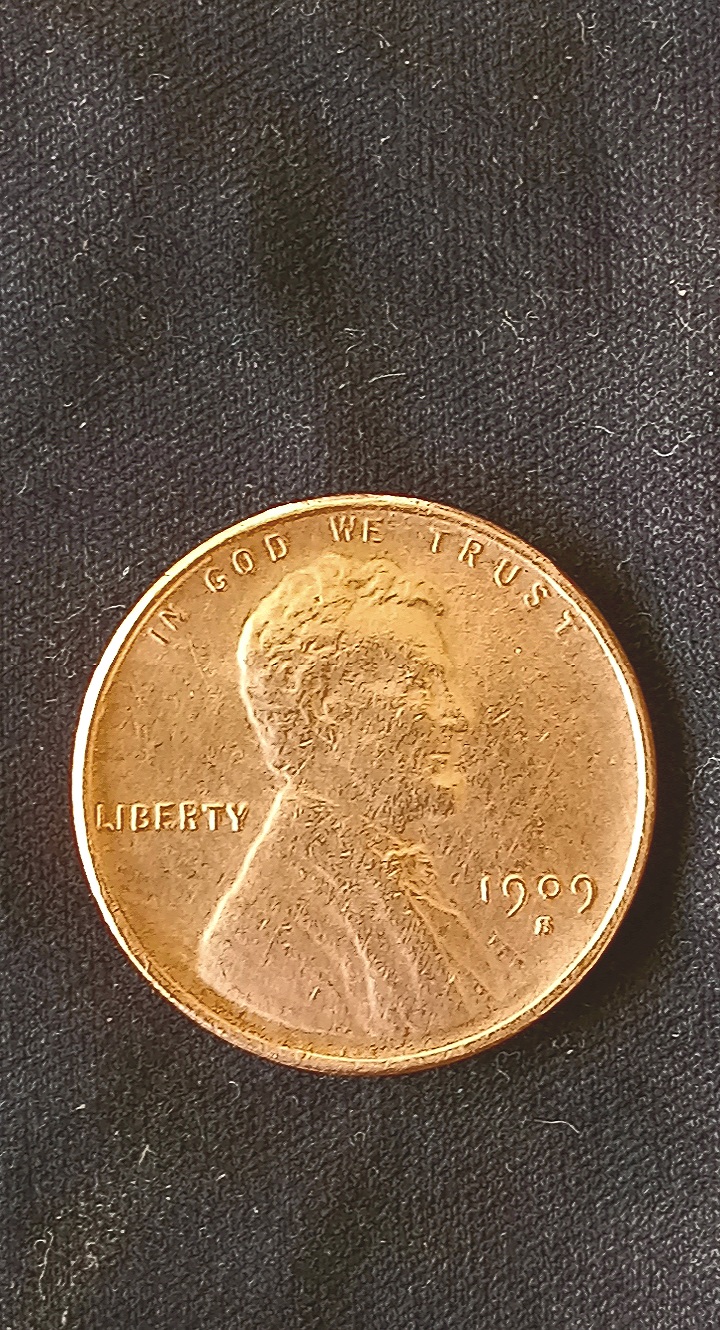 IN GOD WE TRUST
LIBERTY
1909
S